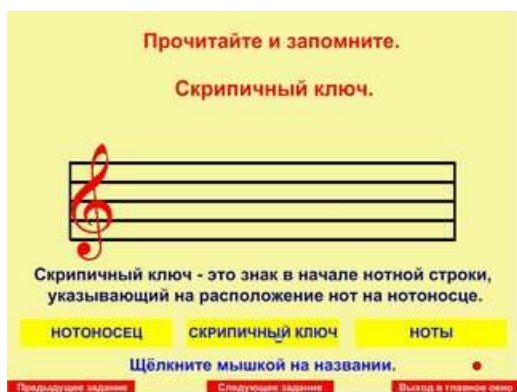 Прочитайте и запомните.
Скрипичный ключ.
Скрипичный ключ - это знак в начале нотной строки,
указывающий на расположение нот на нотоносце.
НОТОНОСЕЦ СКРИПИЧНЫЙ КЛЮЧ НОТЫ
Щёлкните мышкой на названии.
Предыдущее задание Следующее задание Выход в главное окно